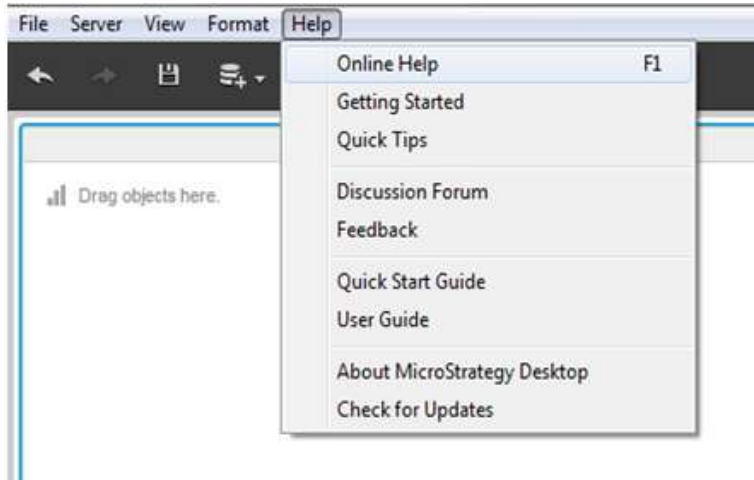 File Server View Format Help
Online Help F1
Getting Started
Quick Tips
Drag objects here.
Discussion Forum
Feedback
Quick Start Guide
User Guide
About MicroStrategy Desktop
Check for Updates